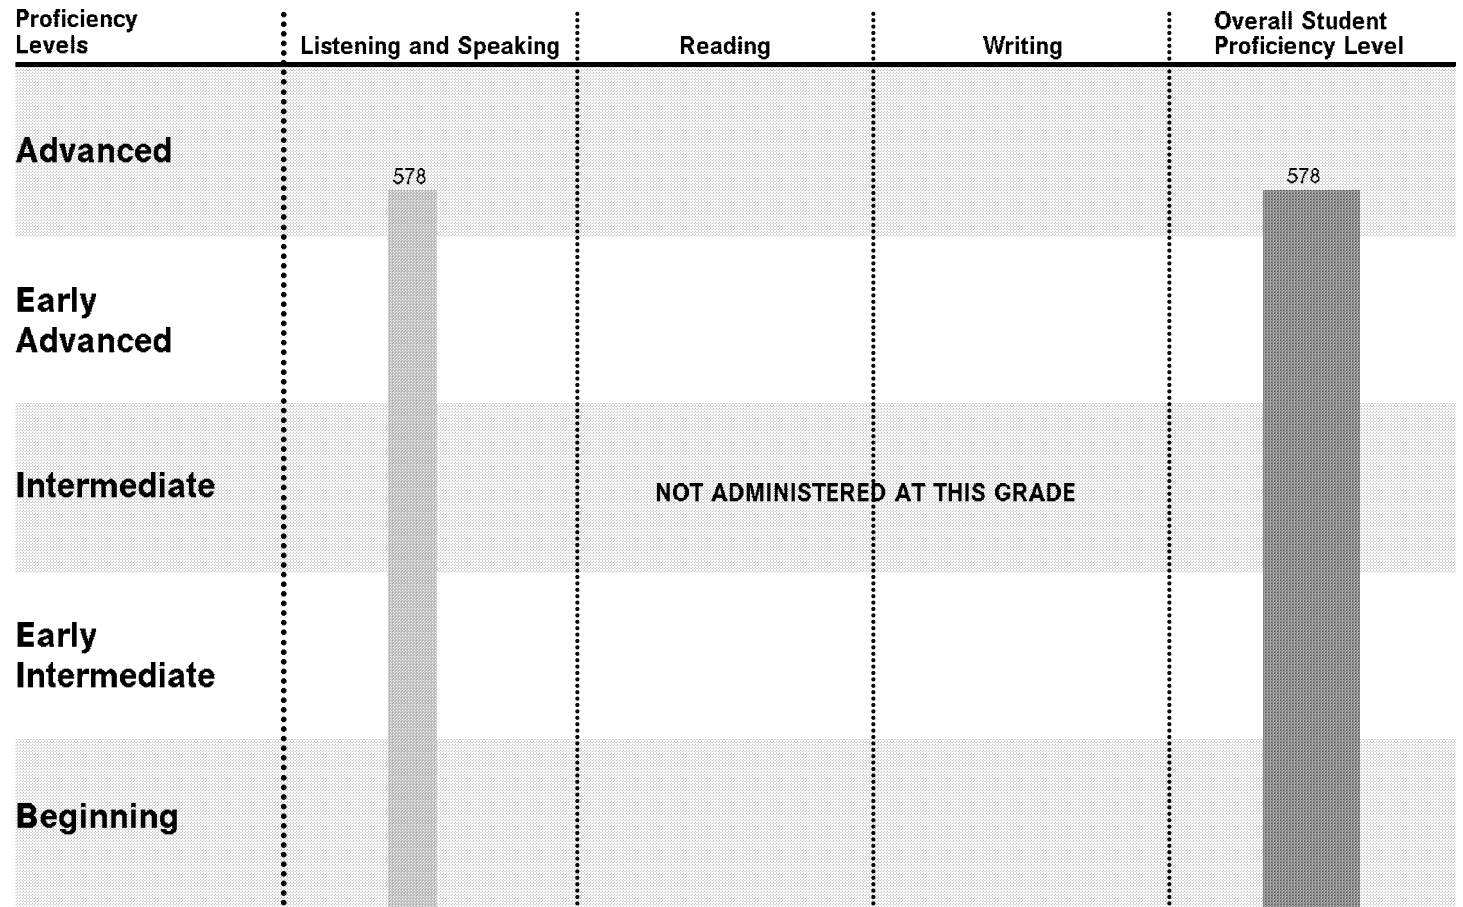 Proficiency
Levels
Listening and Speaking
Reading
Writing
Overall Student
Proficiency Level
Advanced
578
578
Early
Advanced
Intermediate
NOT ADMINISTERED AT THIS GRADE
Early
Intermediate
Beginning